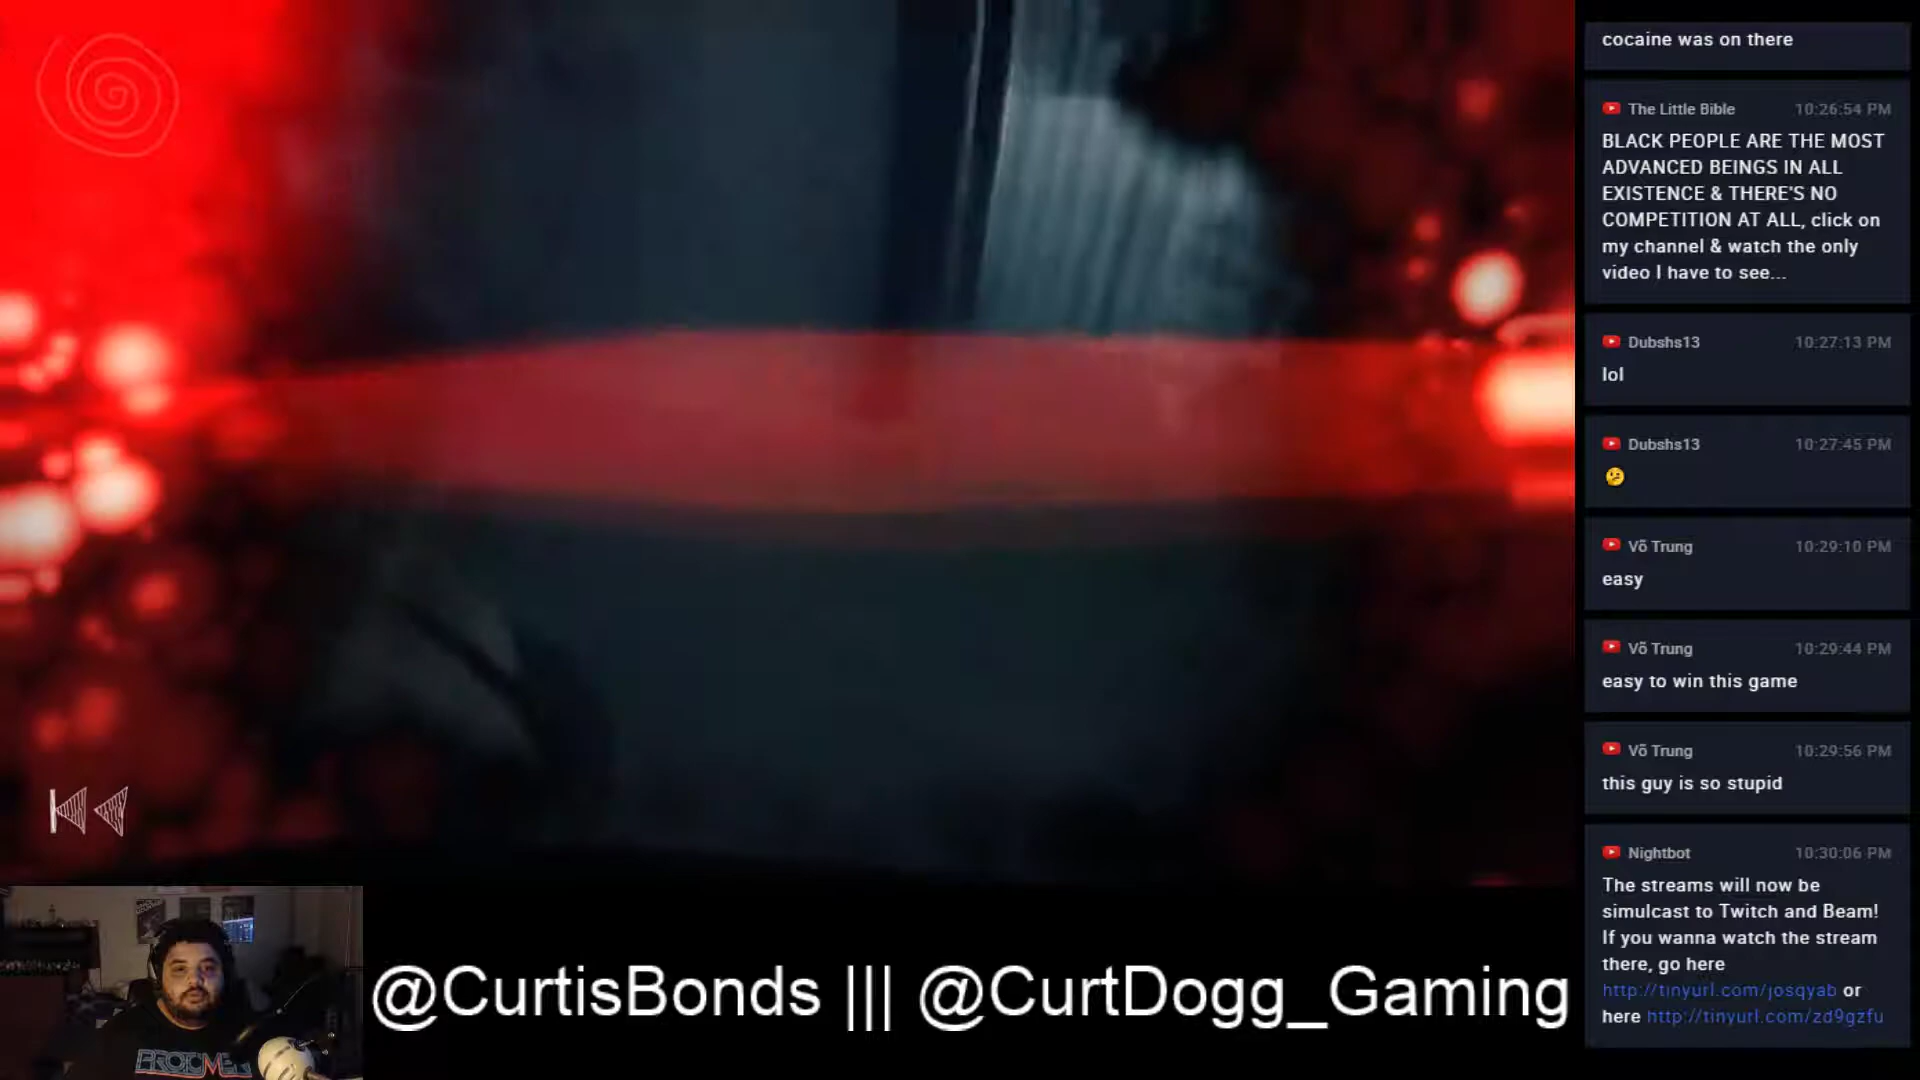 cocaine was on there
The Little Bible 10:26:54 PM
BLACK PEOPLE ARE THE MOST
ADVANCED BEINGS IN ALL
EXISTENCE & THERE'S NO
COMPETITION AT ALL, click on
my channel & watch the only
video I have to see...
Dubshs13 10:27:13 PM
lol
Dubshs13 10:27:45 PM
🤔
Võ Trung 10:29:10 PM
easy
Võ Trung 10:29:44 PM
easy to win this game
Võ Trung 10:29:56 PM
this guy is so stupid
Nightbot 10:30:06 PM
The streams will now be
simulcast to Twitch and Beam!
If you wanna watch the stream
there, go here
http://tinyurl.com/josqyab or
here http://tinyurl.com/zd9gzfu
@CurtisBonds ||| @CurtDogg_Gaming